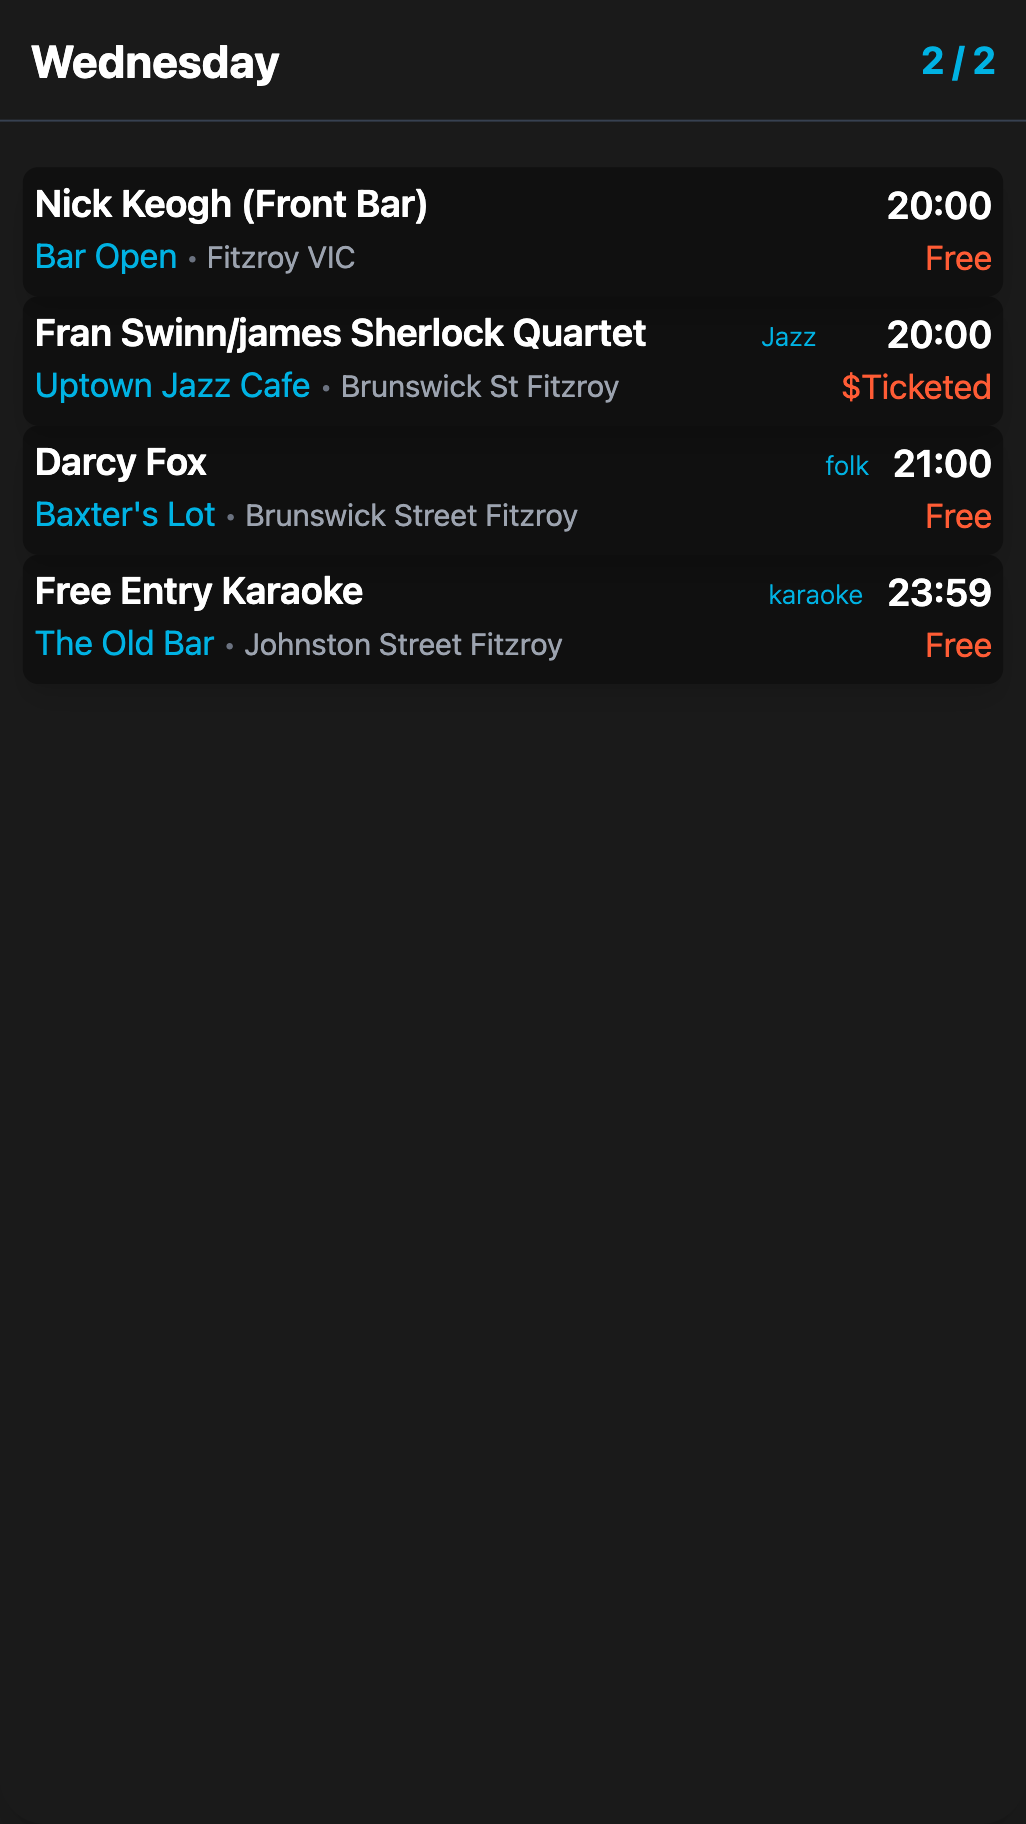 Wednesday 2 / 2
Nick Keogh (Front Bar) 20:00
Bar Open • Fitzroy VIC Free
Fran Swinn/james Sherlock Quartet Jazz 20:00
Uptown Jazz Cafe • Brunswick St Fitzroy $Ticketed
Darcy Fox folk 21:00
Baxter's Lot • Brunswick Street Fitzroy Free
Free Entry Karaoke karaoke 23:59
The Old Bar • Johnston Street Fitzroy Free